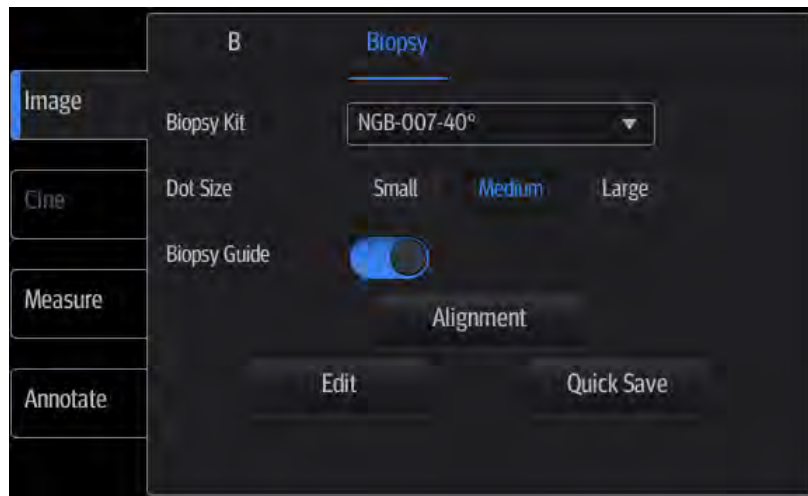 B Biopsy
Image
Biopsy Kit NGB-007-40°
Cine
Dot Size Small Medium Large
Biopsy Guide
Measure
Alignment
Edit Quick Save
Annotate